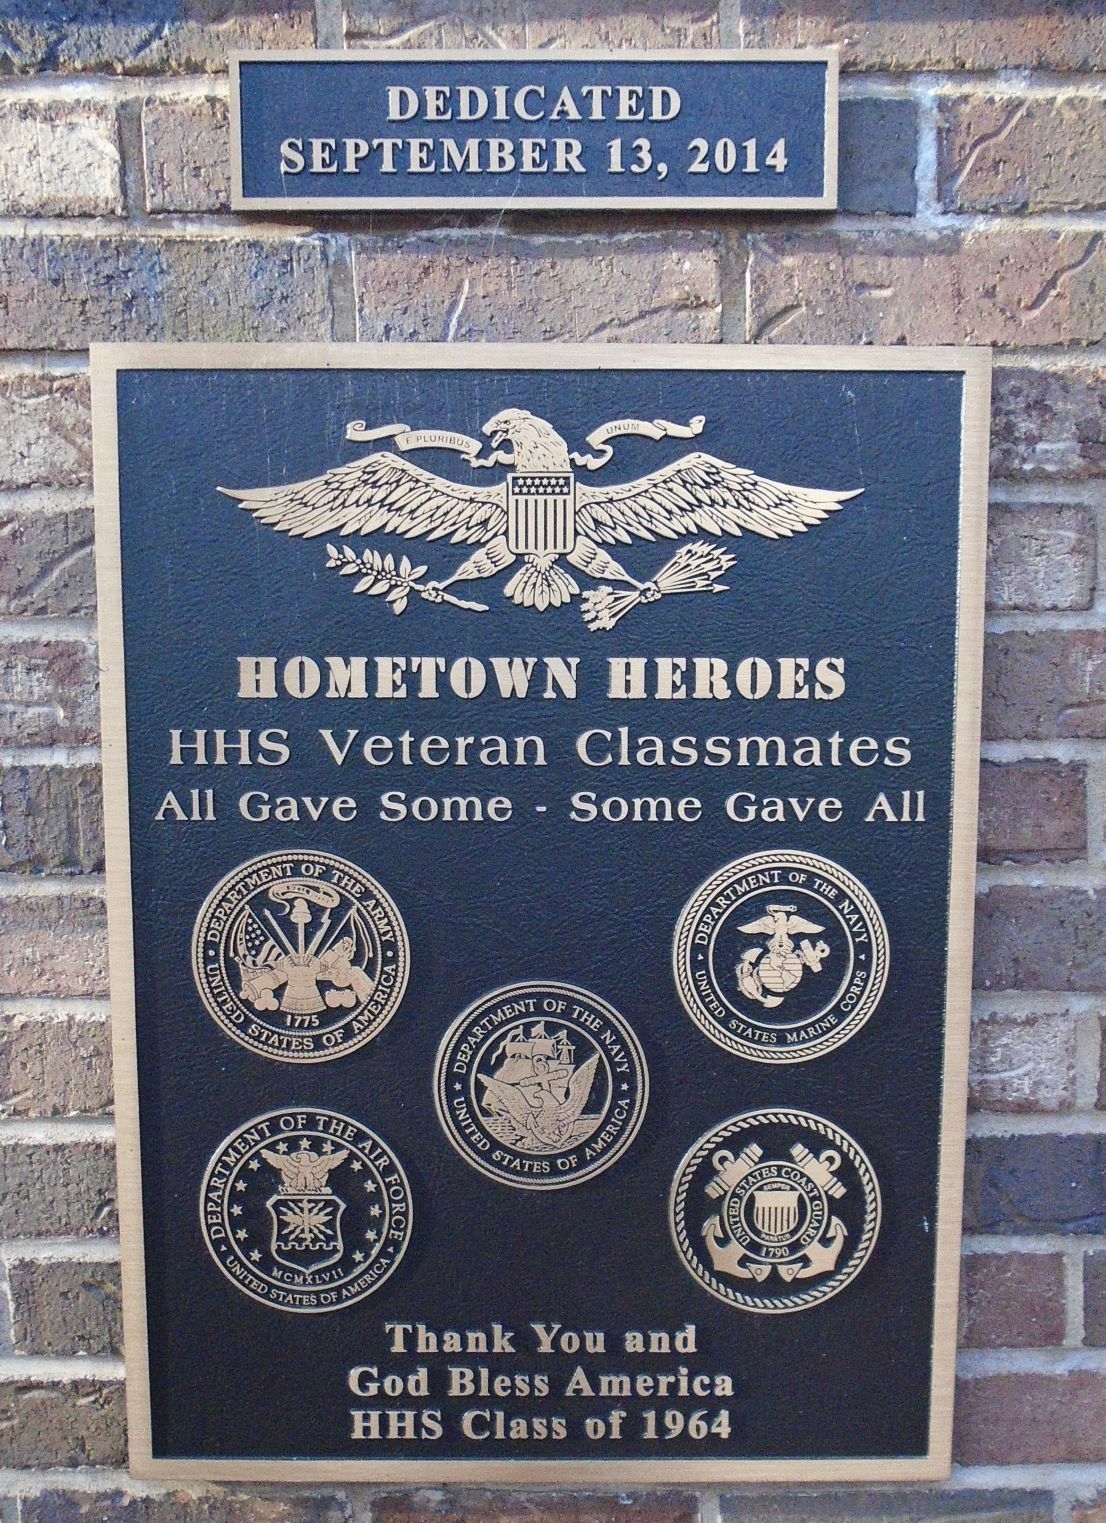 DEDICATED
SEPTEMBER 13, 2014
E PLURIBUS UNUM
HOMETOWN HEROES
HHS Veteran Classmates
All Gave Some - Some Gave All
DEPARTMENT OF THE ARMY
1775
UNITED STATES OF AMERICA
DEPARTMENT OF THE NAVY
UNITED STATES MARINE CORPS
DEPARTMENT OF THE NAVY
UNITED STATES OF AMERICA
DEPARTMENT OF THE AIR FORCE
MCMXLVII
UNITED STATES OF AMERICA
UNITED STATES COAST GUARD
SEMPER
PARATUS
1790
Thank You and
God Bless America
HHS Class of 1964